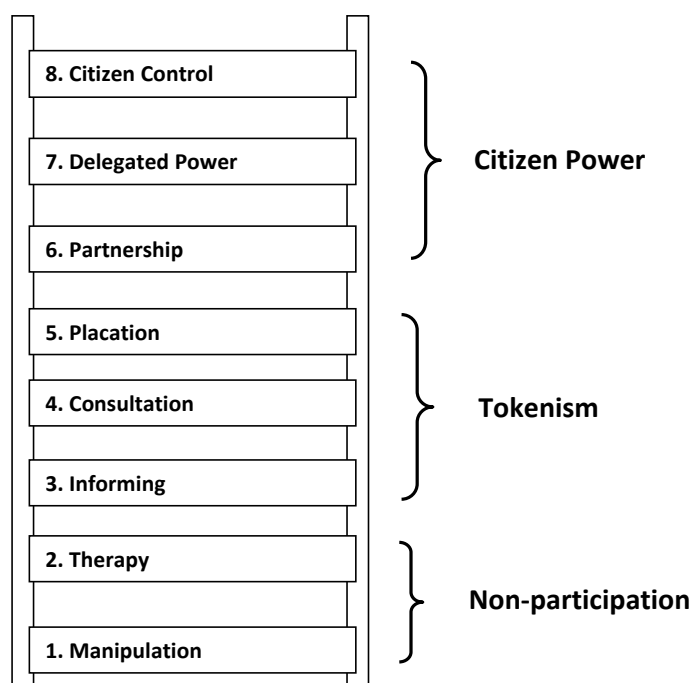 8. Citizen Control
7. Delegated Power
Citizen Power
6. Partnership
5. Placation
4. Consultation
Tokenism
3. Informing
2. Therapy
Non-participation
1. Manipulation